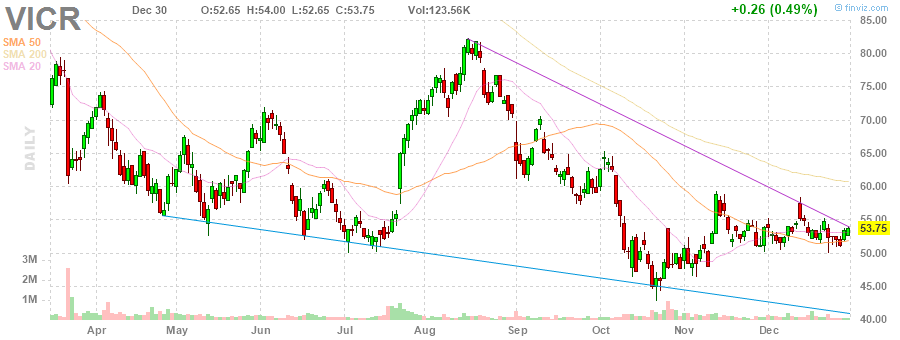 VICR Dec 30 O:52.65 H:54.00 L:52.65 C:53.75 Vol:123.56K +0.26 (0.49%) © finviz.com
SMA 50
SMA 200
SMA 20
DAILY
85.00
80.00
75.00
70.00
65.00
60.00
55.00
53.75
50.00
45.00
40.00
3M
2M
1M
Apr May Jun Jul Aug Sep Oct Nov Dec